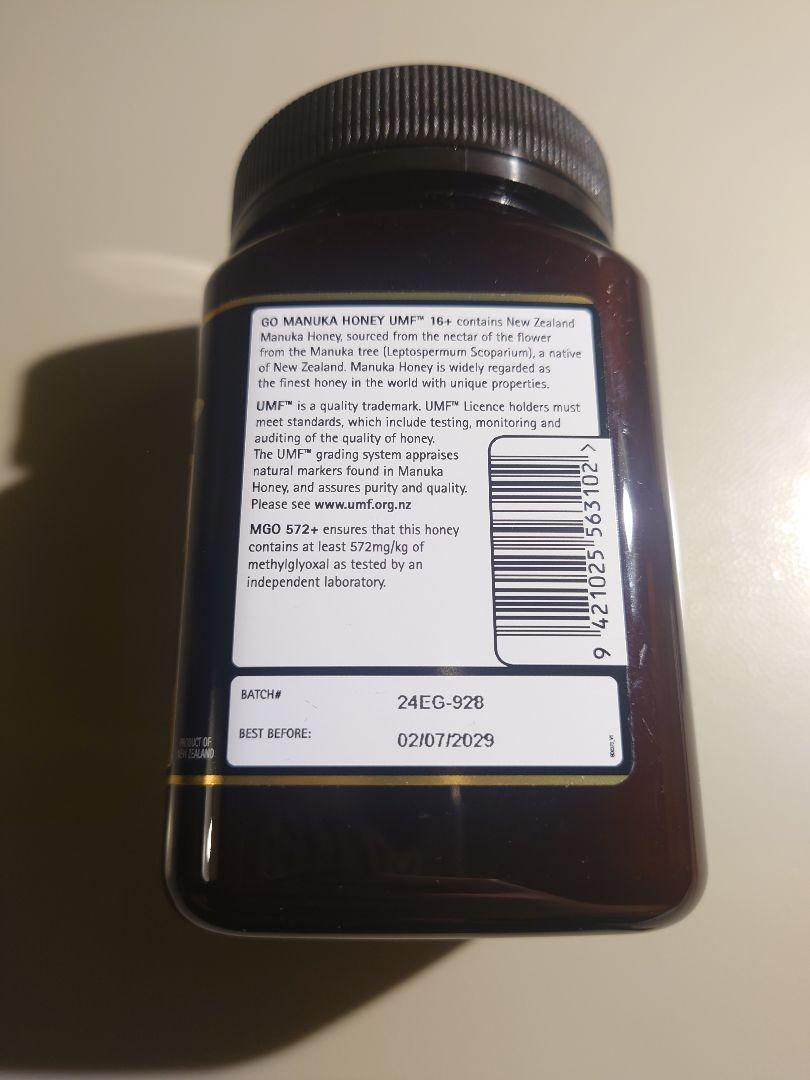 GO MANUKA HONEY UMF™ 16+ contains New Zealand
Manuka Honey, sourced from the nectar of the flower
from the Manuka tree (Leptospermum Scoparium), a native
of New Zealand. Manuka Honey is widely regarded as
the finest honey in the world with unique properties.
UMF™ is a quality trademark. UMF™ Licence holders must
meet standards, which include testing, monitoring and
auditing of the quality of honey.
The UMF™ grading system appraises
natural markers found in Manuka
Honey, and assures purity and quality.
Please see www.umf.org.nz
MGO 572+ ensures that this honey
contains at least 572mg/kg of
methylglyoxal as tested by an
independent laboratory.
9 421025 563102 >
BATCH# 24EG-928
BEST BEFORE: 02/07/2029
PRODUCT OF
NEW ZEALAND